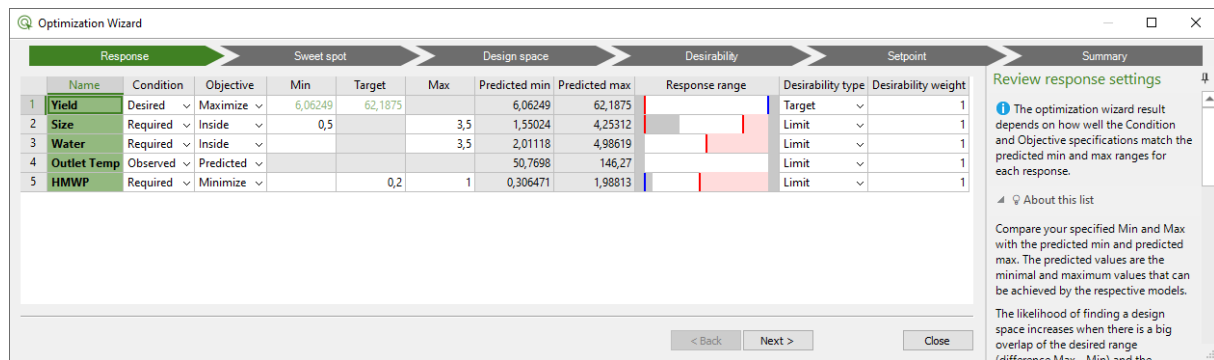 Optimization Wizard
Response Sweet spot Design space Desirability Setpoint Summary
Name Condition Objective Min Target Max Predicted min Predicted max Response range Desirability type Desirability weight
1 Yield Desired Maximize 6,06249 62,1875 6,06249 62,1875 Target 1
2 Size Required Inside 0,5 3,5 1,55024 4,25312 Limit 1
3 Water Required Inside 3,5 2,01118 4,98619 Limit 1
4 Outlet Temp Observed Predicted 50,7698 146,27 Limit 1
5 HMWP Required Minimize 0,2 1 0,306471 1,98813 Limit 1
< Back Next > Close
Review response settings
The optimization wizard result
depends on how well the Condition
and Objective specifications match the
predicted min and max ranges for
each response.
About this list
Compare your specified Min and Max
with the predicted min and predicted
max. The predicted values are the
minimal and maximum values that can
be achieved by the respective models.
The likelihood of finding a design
space increases when there is a big
overlap of the desired range
(difference Max - Min) and the